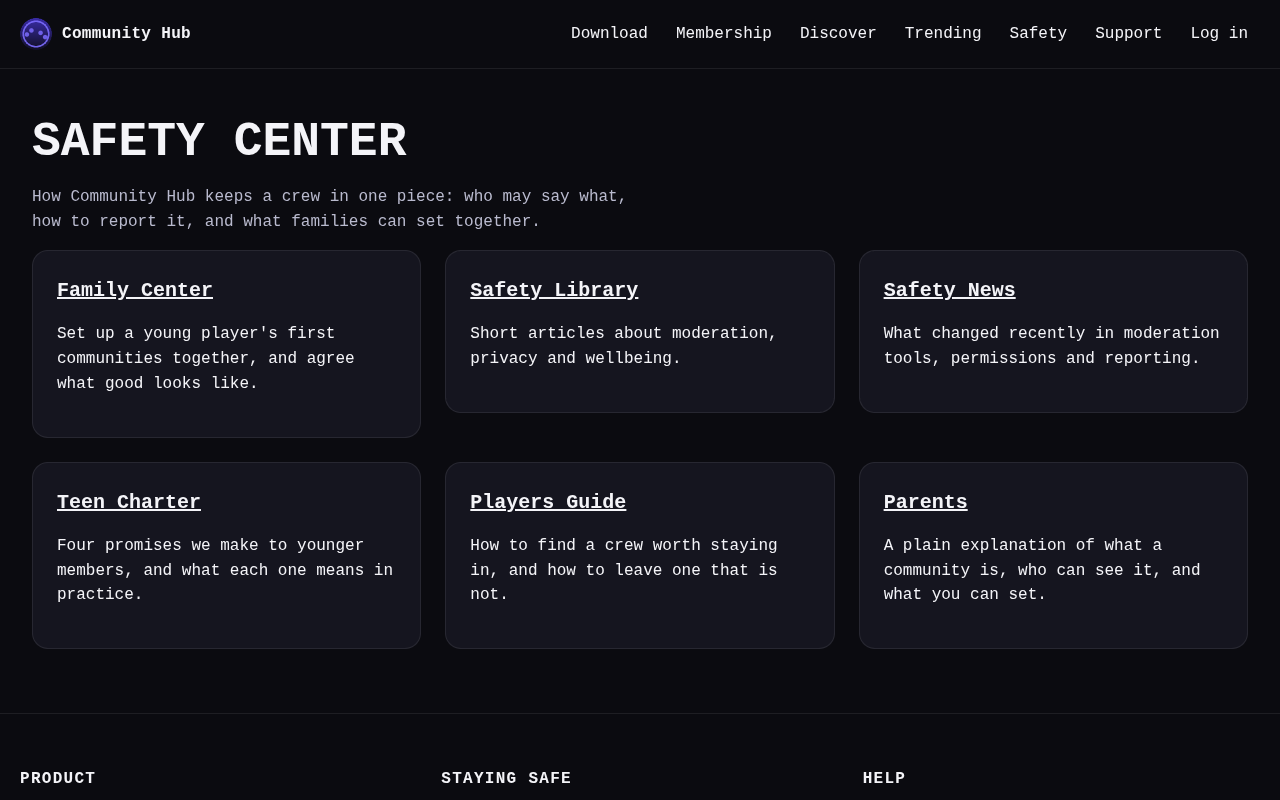 Community Hub
Download
Membership
Discover
Trending
Safety
Support
Log in
SAFETY CENTER
How Community Hub keeps a crew in one piece: who may say what,
how to report it, and what families can set together.
Family Center
Set up a young player's first
communities together, and agree
what good looks like.
Safety Library
Short articles about moderation,
privacy and wellbeing.
Safety News
What changed recently in moderation
tools, permissions and reporting.
Teen Charter
Four promises we make to younger
members, and what each one means in
practice.
Players Guide
How to find a crew worth staying
in, and how to leave one that is
not.
Parents
A plain explanation of what a
community is, who can see it, and
what you can set.
PRODUCT
STAYING SAFE
HELP